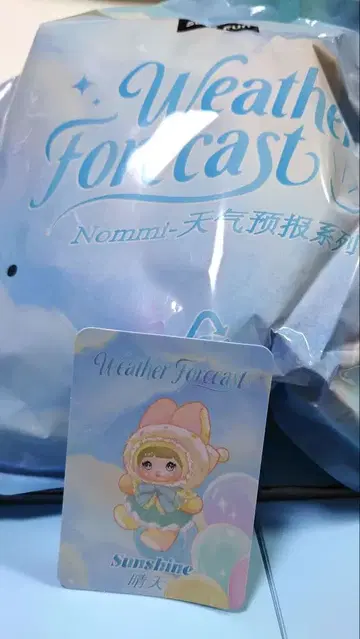 Weather
Forecast
Nommi-天气预报系列
Weather Forecast
Sunshine
晴天